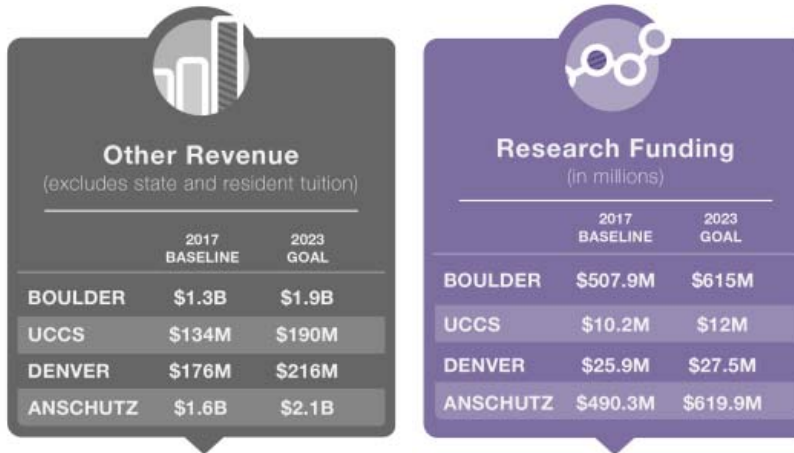 Other Revenue
(excludes state and resident tuition)
2017 BASELINE 2023 GOAL
BOULDER $1.3B $1.9B
UCCS $134M $190M
DENVER $176M $216M
ANSCHUTZ $1.6B $2.1B
Research Funding
(in millions)
2017 BASELINE 2023 GOAL
BOULDER $507.9M $615M
UCCS $10.2M $12M
DENVER $25.9M $27.5M
ANSCHUTZ $490.3M $619.9M